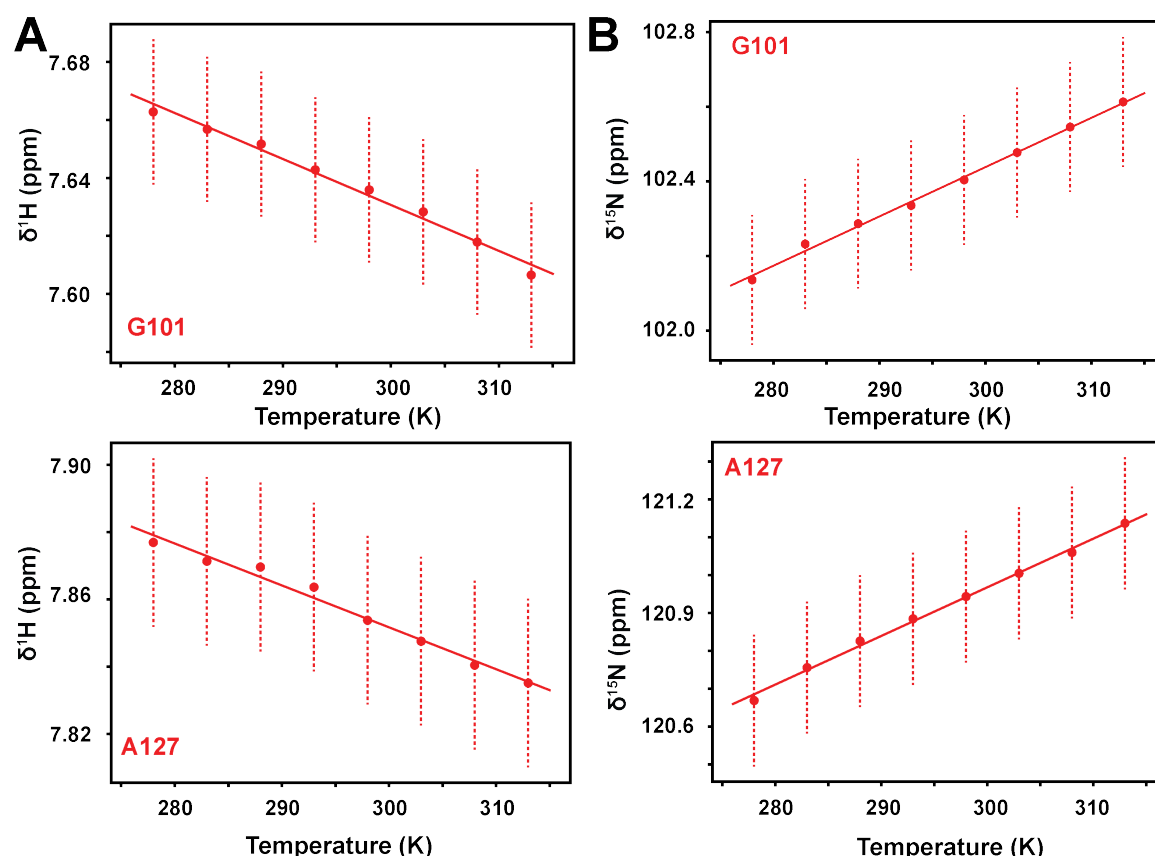 A
B
7.68
7.64
7.60
δ¹H (ppm)
G101
280
290
300
310
Temperature (K)
102.8
102.4
102.0
δ¹⁵N (ppm)
G101
280
290
300
310
Temperature (K)
7.90
7.86
7.82
δ¹H (ppm)
A127
280
290
300
310
Temperature (K)
121.2
120.9
120.6
δ¹⁵N (ppm)
A127
280
290
300
310
Temperature (K)